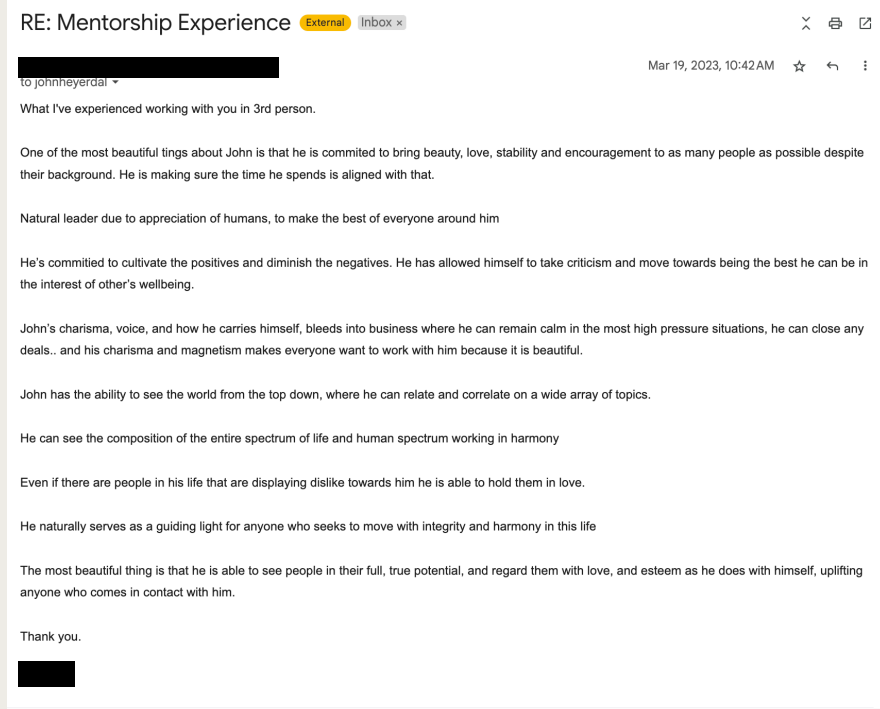 RE: Mentorship Experience External Inbox ×
Mar 19, 2023, 10:42 AM
to johnheyerdal
What I've experienced working with you in 3rd person.
One of the most beautiful tings about John is that he is commited to bring beauty, love, stability and encouragement to as many people as possible despite
their background. He is making sure the time he spends is aligned with that.
Natural leader due to appreciation of humans, to make the best of everyone around him
He's commitied to cultivate the positives and diminish the negatives. He has allowed himself to take criticism and move towards being the best he can be in
the interest of other's wellbeing.
John's charisma, voice, and how he carries himself, bleeds into business where he can remain calm in the most high pressure situations, he can close any
deals.. and his charisma and magnetism makes everyone want to work with him because it is beautiful.
John has the ability to see the world from the top down, where he can relate and correlate on a wide array of topics.
He can see the composition of the entire spectrum of life and human spectrum working in harmony
Even if there are people in his life that are displaying dislike towards him he is able to hold them in love.
He naturally serves as a guiding light for anyone who seeks to move with integrity and harmony in this life
The most beautiful thing is that he is able to see people in their full, true potential, and regard them with love, and esteem as he does with himself, uplifting
anyone who comes in contact with him.
Thank you.